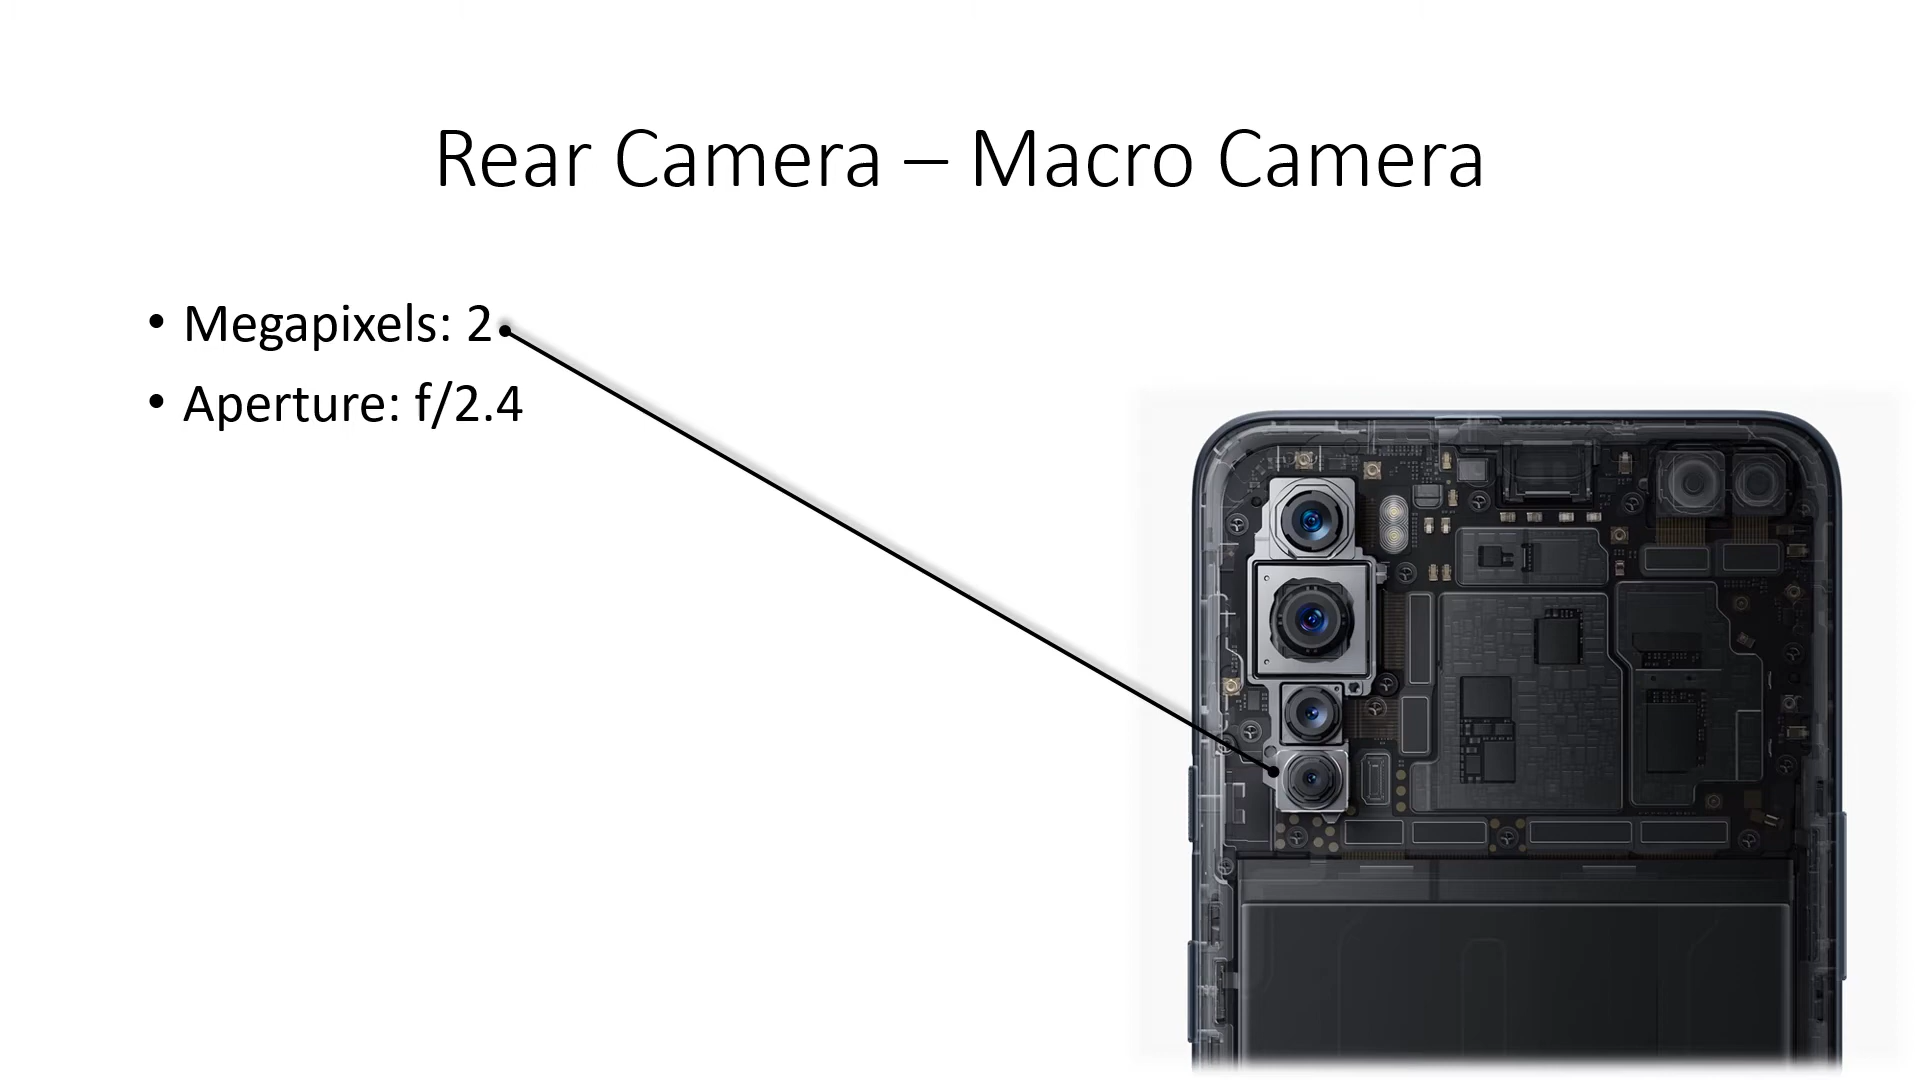 Rear Camera – Macro Camera
• Megapixels: 2
• Aperture: f/2.4